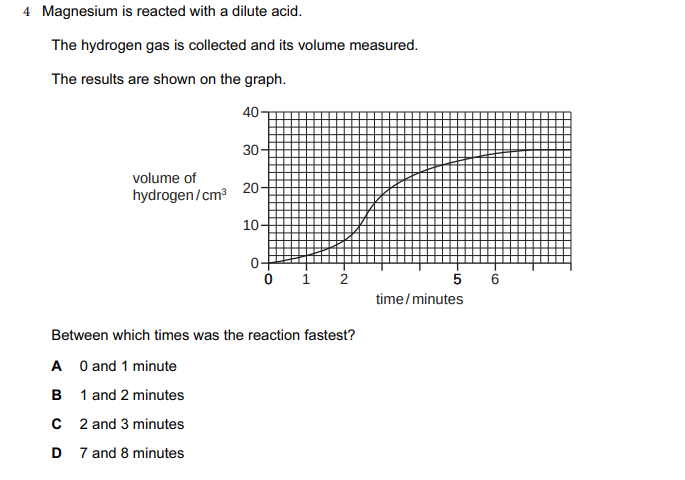 4 Magnesium is reacted with a dilute acid.
The hydrogen gas is collected and its volume measured.
The results are shown on the graph.
40
30
volume of
hydrogen / cm³
20
10
0
0 1 2 5 6
time / minutes
Between which times was the reaction fastest?
A 0 and 1 minute
B 1 and 2 minutes
C 2 and 3 minutes
D 7 and 8 minutes